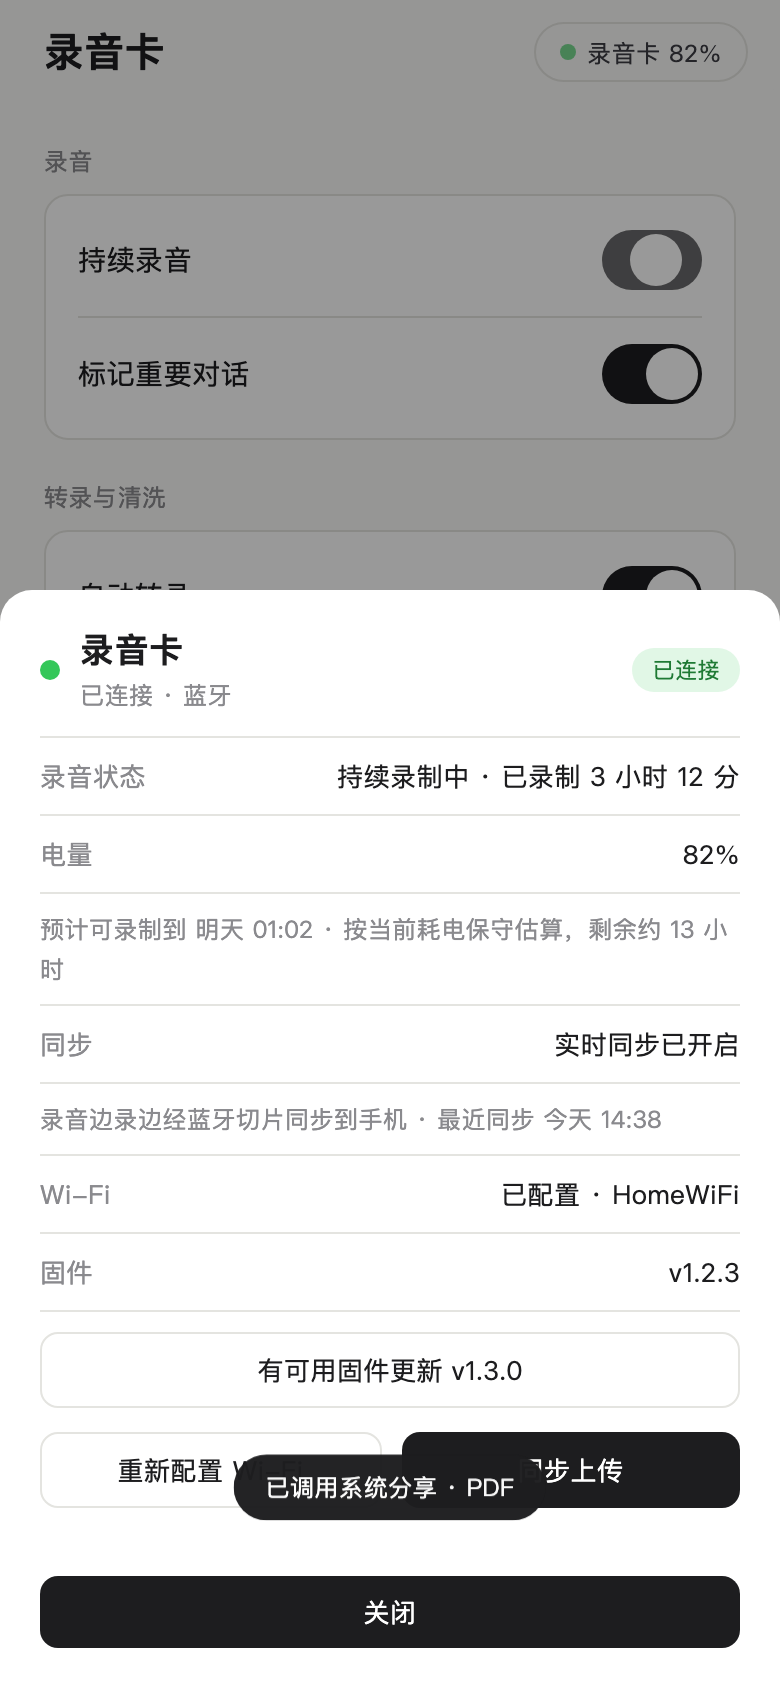 录音卡
录音卡 82%
录音
持续录音
标记重要对话
转录与清洗
自动转录
录音卡
已连接 · 蓝牙
已连接
录音状态
持续录制中 · 已录制 3 小时 12 分
电量
82%
预计可录制到 明天 01:02 · 按当前耗电保守估算，剩余约 13 小
时
同步
实时同步已开启
录音边录边经蓝牙切片同步到手机 · 最近同步 今天 14:38
Wi-Fi
已配置 · HomeWiFi
固件
v1.2.3
有可用固件更新 v1.3.0
重新配置 Wi-Fi
同步上传
已调用系统分享 · PDF
关闭